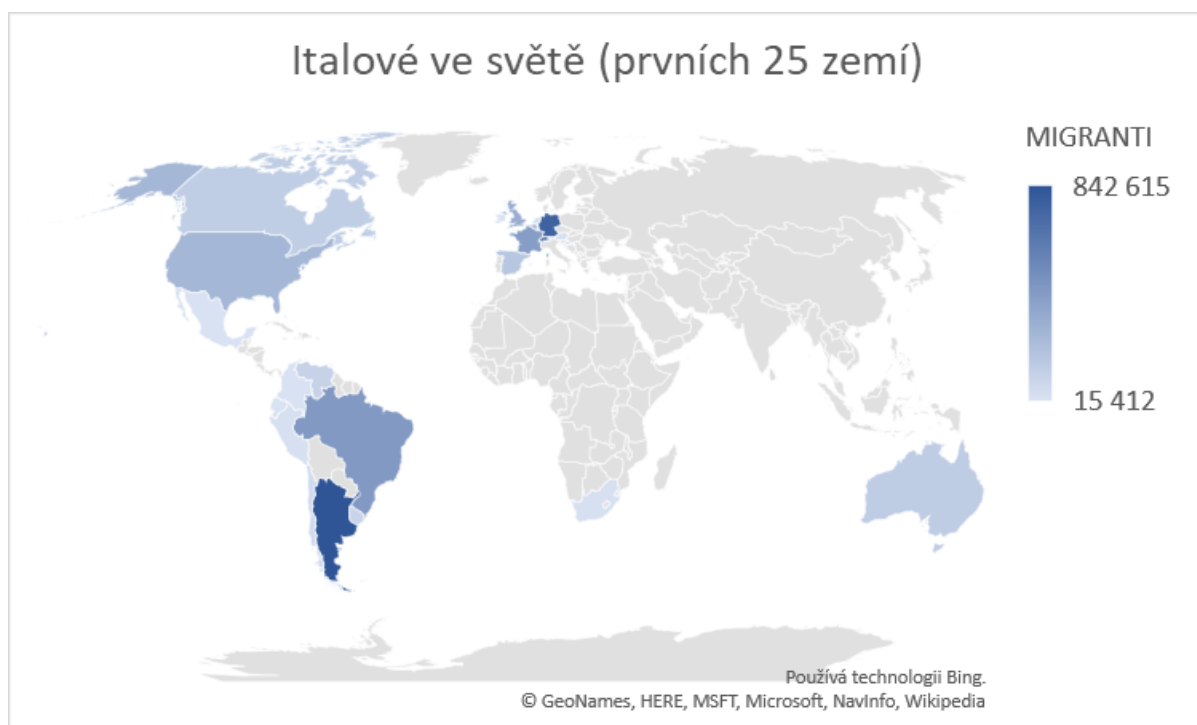 Italové ve světě (prvních 25 zemí)
MIGRANTI
842 615
15 412
Používá technologii Bing.
© GeoNames, HERE, MSFT, Microsoft, NavInfo, Wikipedia